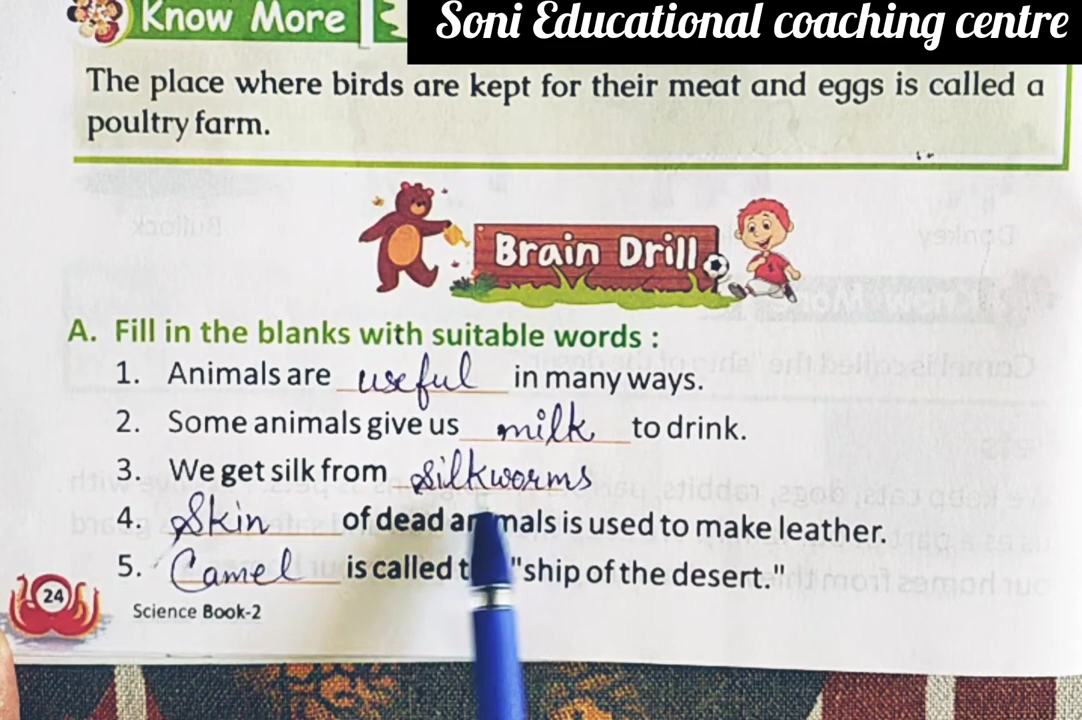 Know More
Soni Educational coaching centre
The place where birds are kept for their meat and eggs is called a
poultry farm.
Brain Drill
A. Fill in the blanks with suitable words :
1. Animals are useful in many ways.
2. Some animals give us milk to drink.
3. We get silk from silkworms
4. Skin of dead animals is used to make leather.
5. Camel is called the "ship of the desert."
24
Science Book-2